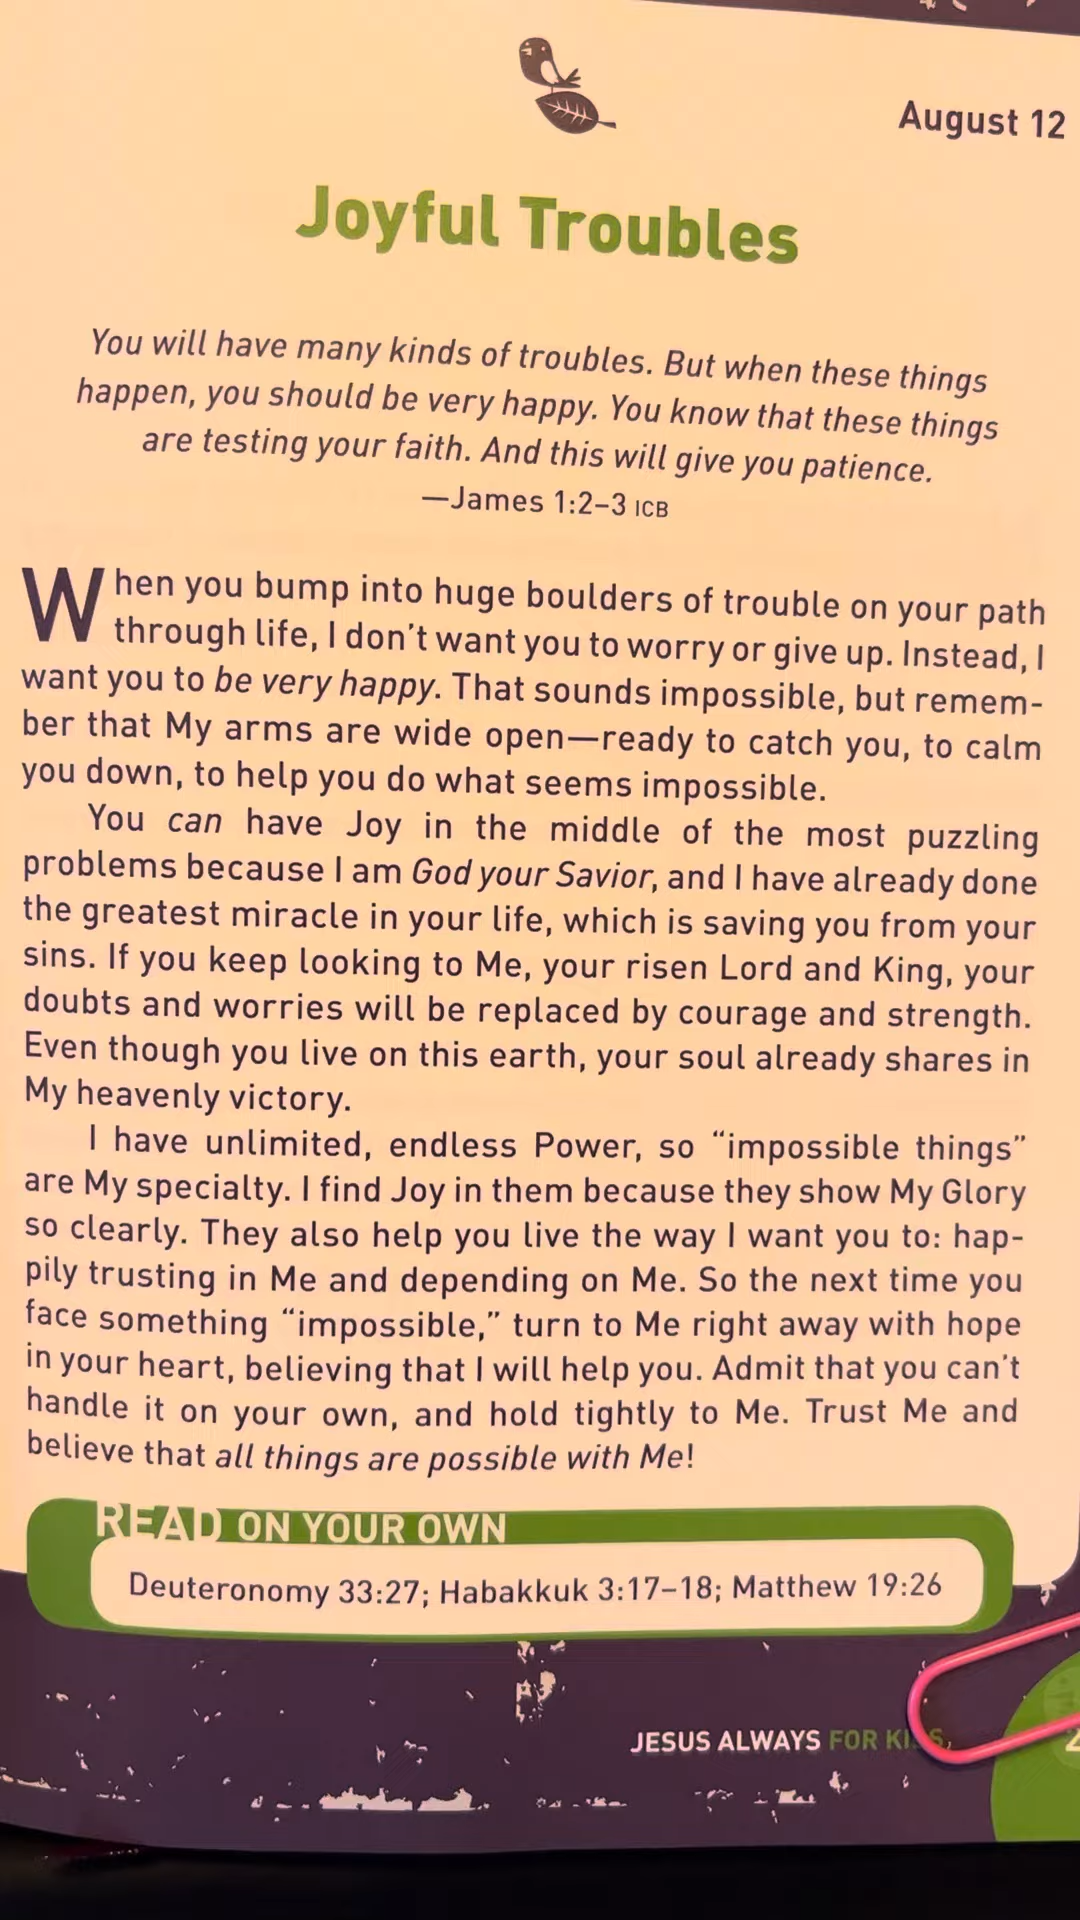 August 12
Joyful Troubles
You will have many kinds of troubles. But when these things
happen, you should be very happy. You know that these things
are testing your faith. And this will give you patience.
—James 1:2–3 ICB
When you bump into huge boulders of trouble on your path
through life, I don't want you to worry or give up. Instead, I
want you to be very happy. That sounds impossible, but remem-
ber that My arms are wide open—ready to catch you, to calm
you down, to help you do what seems impossible.
You can have Joy in the middle of the most puzzling
problems because I am God your Savior, and I have already done
the greatest miracle in your life, which is saving you from your
sins. If you keep looking to Me, your risen Lord and King, your
doubts and worries will be replaced by courage and strength.
Even though you live on this earth, your soul already shares in
My heavenly victory.
I have unlimited, endless Power, so “impossible things”
are My specialty. I find Joy in them because they show My Glory
so clearly. They also help you live the way I want you to: hap-
pily trusting in Me and depending on Me. So the next time you
face something “impossible,” turn to Me right away with hope
in your heart, believing that I will help you. Admit that you can't
handle it on your own, and hold tightly to Me. Trust Me and
believe that all things are possible with Me!
READ ON YOUR OWN
Deuteronomy 33:27; Habakkuk 3:17–18; Matthew 19:26
JESUS ALWAYS FOR